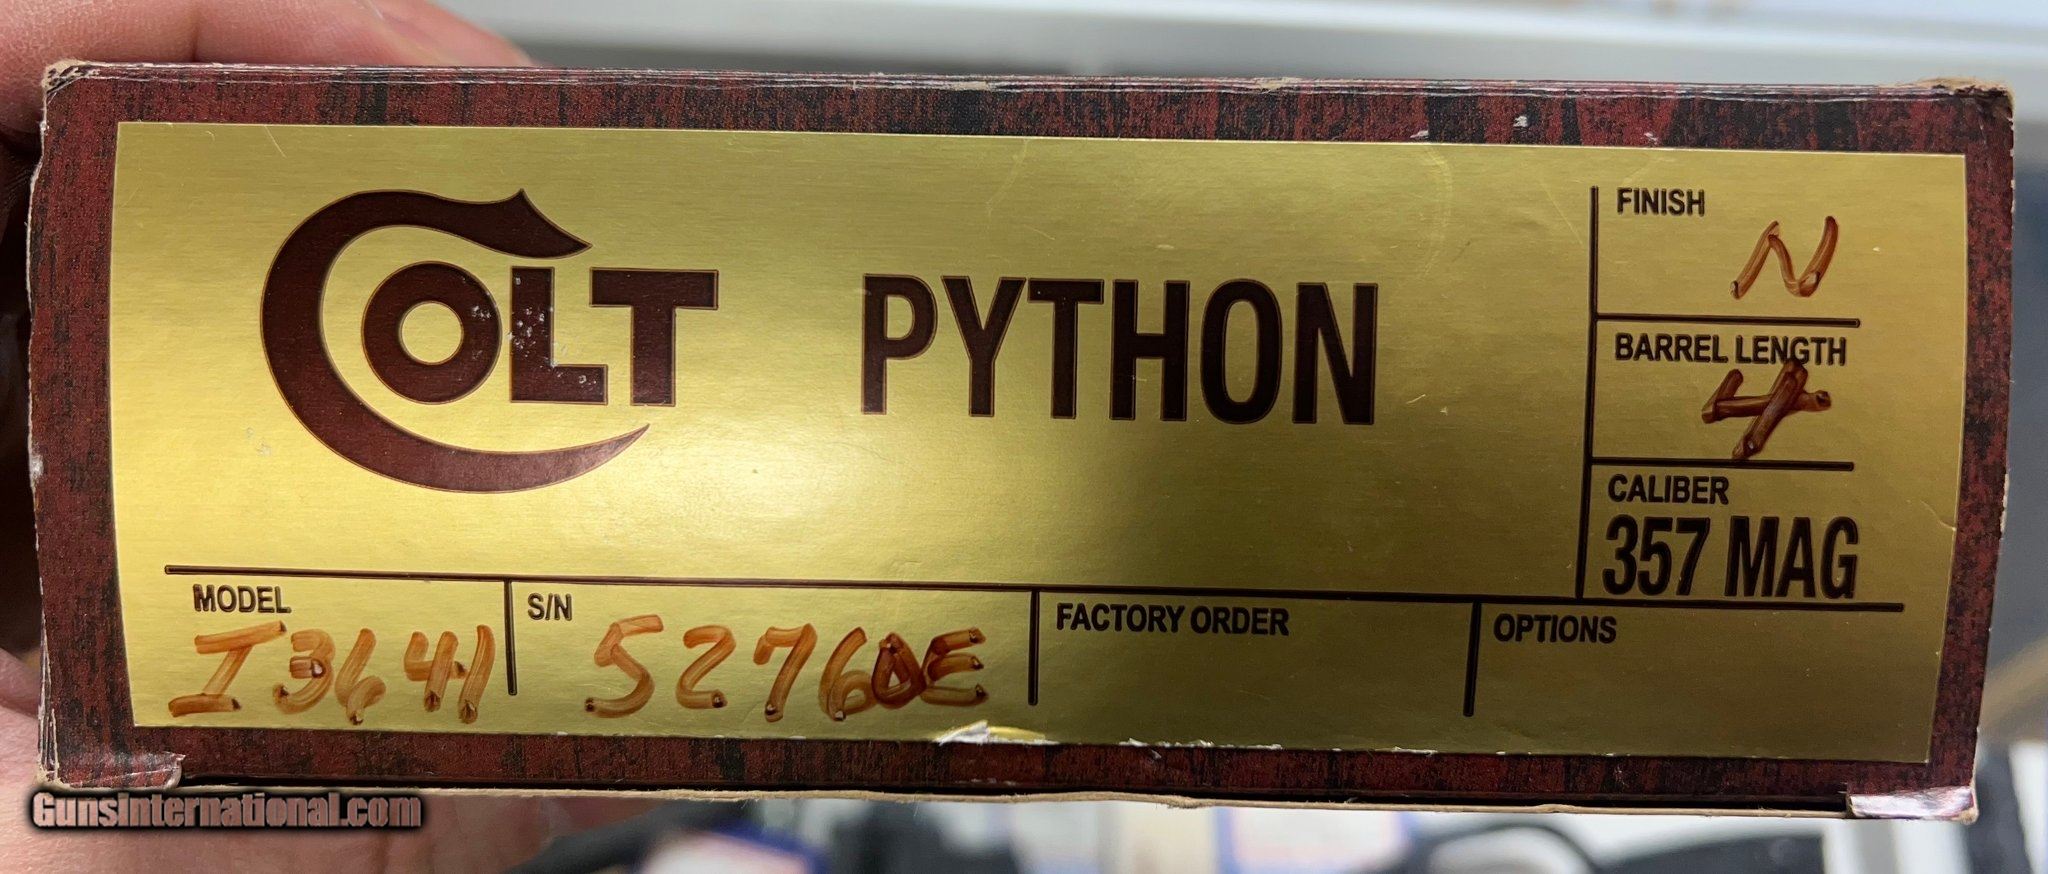 COLT PYTHON
FINISH
N
BARREL LENGTH
4
CALIBER
357 MAG
MODEL
I3641
S/N
52760E
FACTORY ORDER
OPTIONS
GunsInternational.com